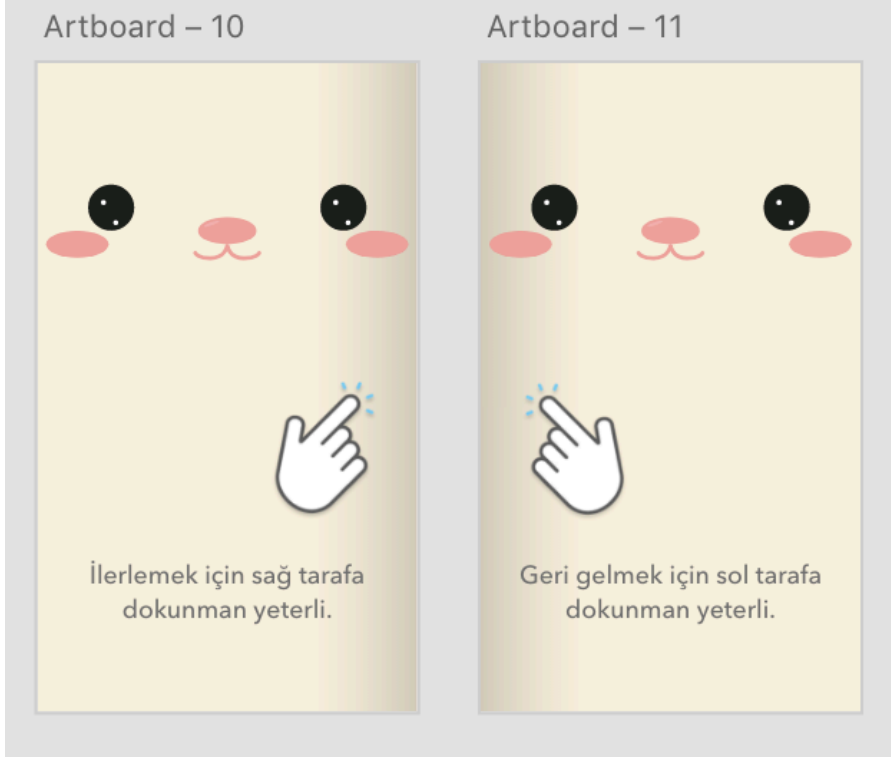 Artboard – 10
Artboard – 11
İlerlemek için sağ tarafa
dokunman yeterli.
Geri gelmek için sol tarafa
dokunman yeterli.